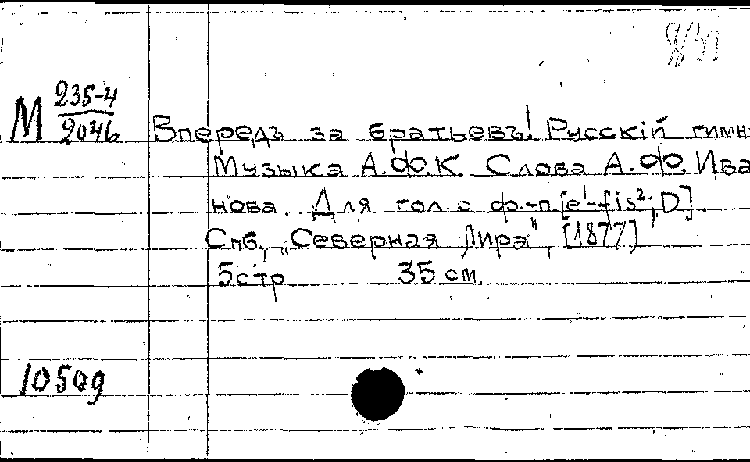 М 235-4
2046
Впередъ за братьевъ! Русскій гимн
Музыка А.Ф.К. Слова А.Ф. Ива
нова. Для гол. с ф.-п. [e¹-fis²; D].
Спб., „Северная Лира", [1877]
5 стр 35 см.
10509